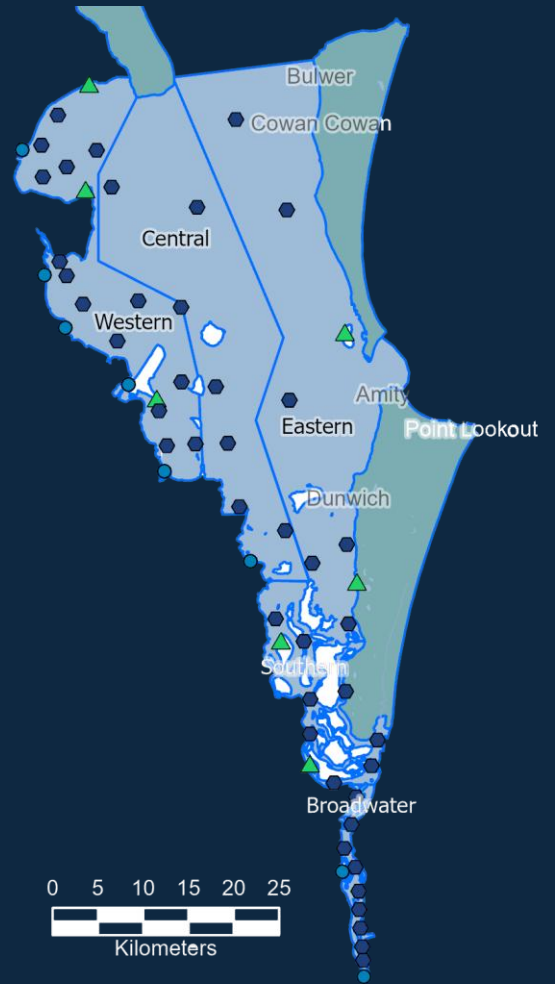 Bulwer
Cowan Cowan
Central
Western
Amity
Eastern
Point Lookout
Dunwich
Southern
Broadwater
0 5 10 15 20 25
Kilometers